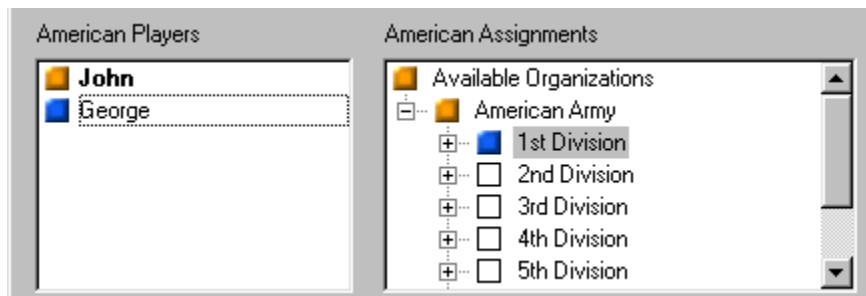 American Players
John
George
American Assignments
Available Organizations
American Army
1st Division
2nd Division
3rd Division
4th Division
5th Division